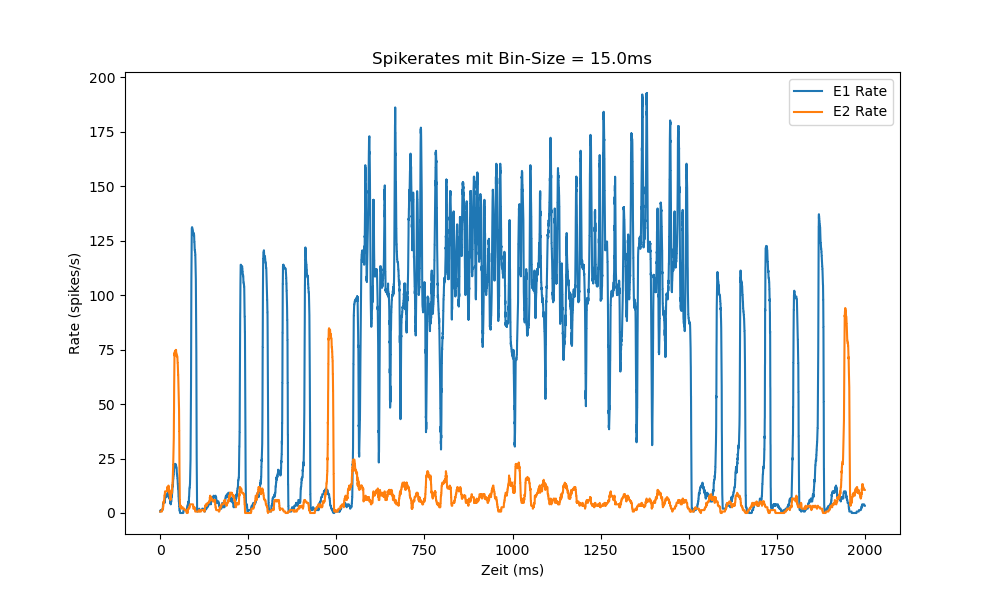 Spikerates mit Bin-Size = 15.0ms
E1 Rate
E2 Rate
Rate (spikes/s)
200
175
150
125
100
75
50
25
0
0 250 500 750 1000 1250 1500 1750 2000
Zeit (ms)